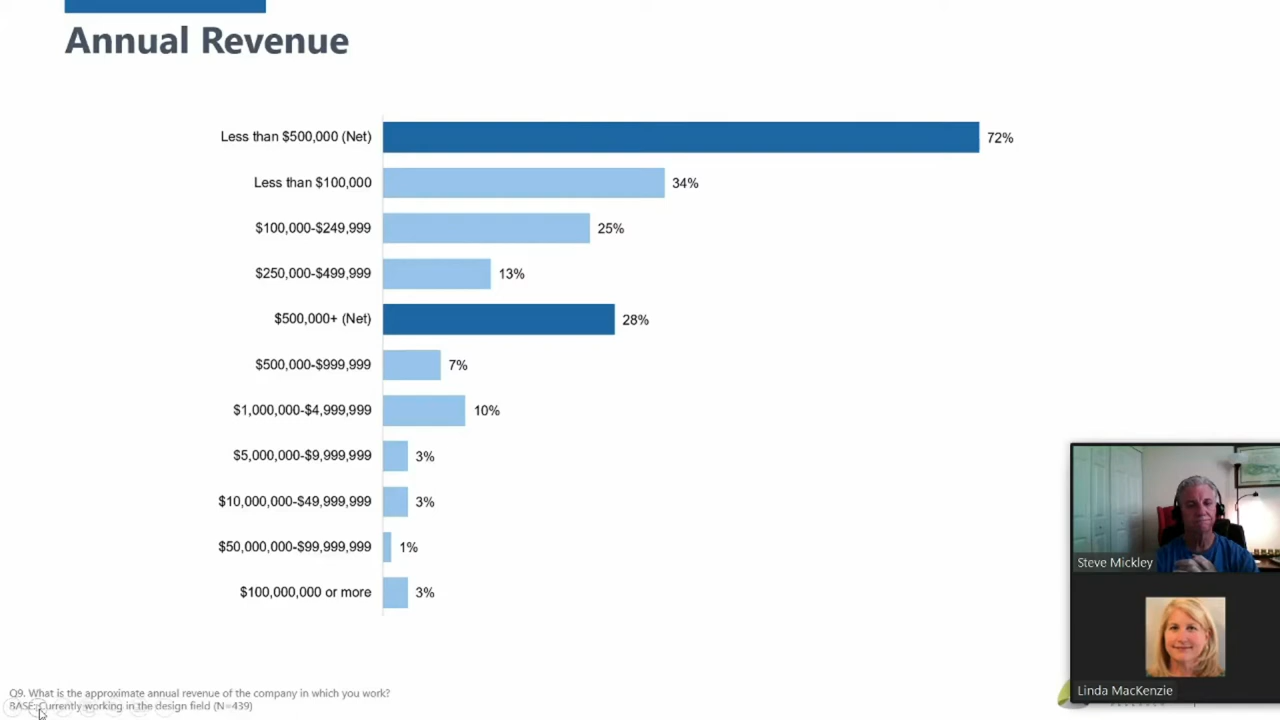 Annual Revenue
Less than $500,000 (Net) 72%
Less than $100,000 34%
$100,000-$249,999 25%
$250,000-$499,999 13%
$500,000+ (Net) 28%
$500,000-$999,999 7%
$1,000,000-$4,999,999 10%
$5,000,000-$9,999,999 3%
$10,000,000-$49,999,999 3%
$50,000,000-$99,999,999 1%
$100,000,000 or more 3%
Steve Mickley
Linda MacKenzie
Q9. What is the approximate annual revenue of the company in which you work?
BASE: Currently working in the design field (N=439)